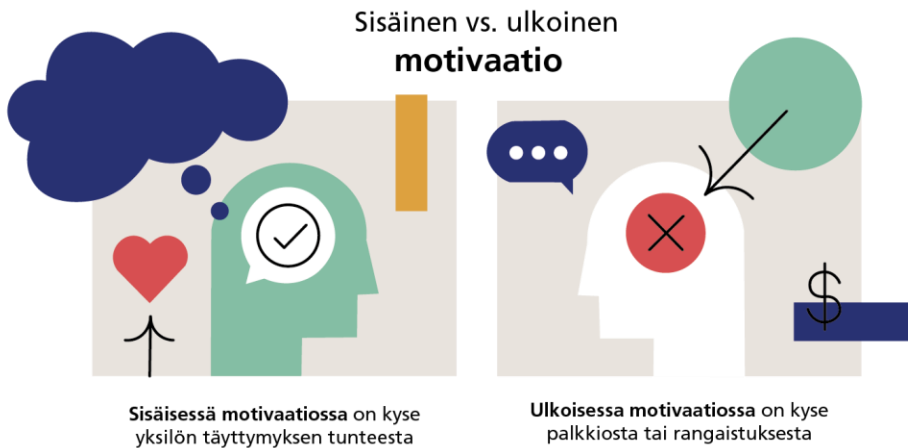 Sisäinen vs. ulkoinen
motivaatio
$
Sisäisessä motivaatiossa on kyse
yksilön täyttymyksen tunteesta
Ulkoisessa motivaatiossa on kyse
palkkiosta tai rangaistuksesta